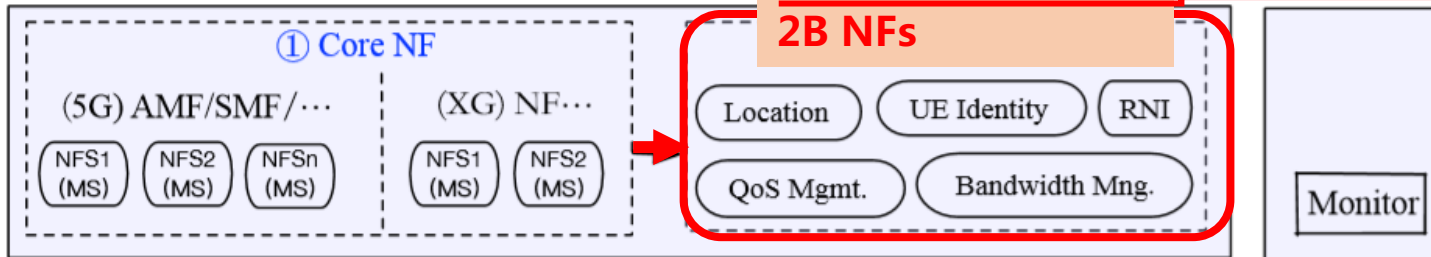 ① Core NF
(5G) AMF/SMF/···
(XG) NF···
NFS1
(MS)
NFS2
(MS)
NFSn
(MS)
NFS1
(MS)
NFS2
(MS)
2B NFs
Location
UE Identity
RNI
QoS Mgmt.
Bandwidth Mng.
Monitor